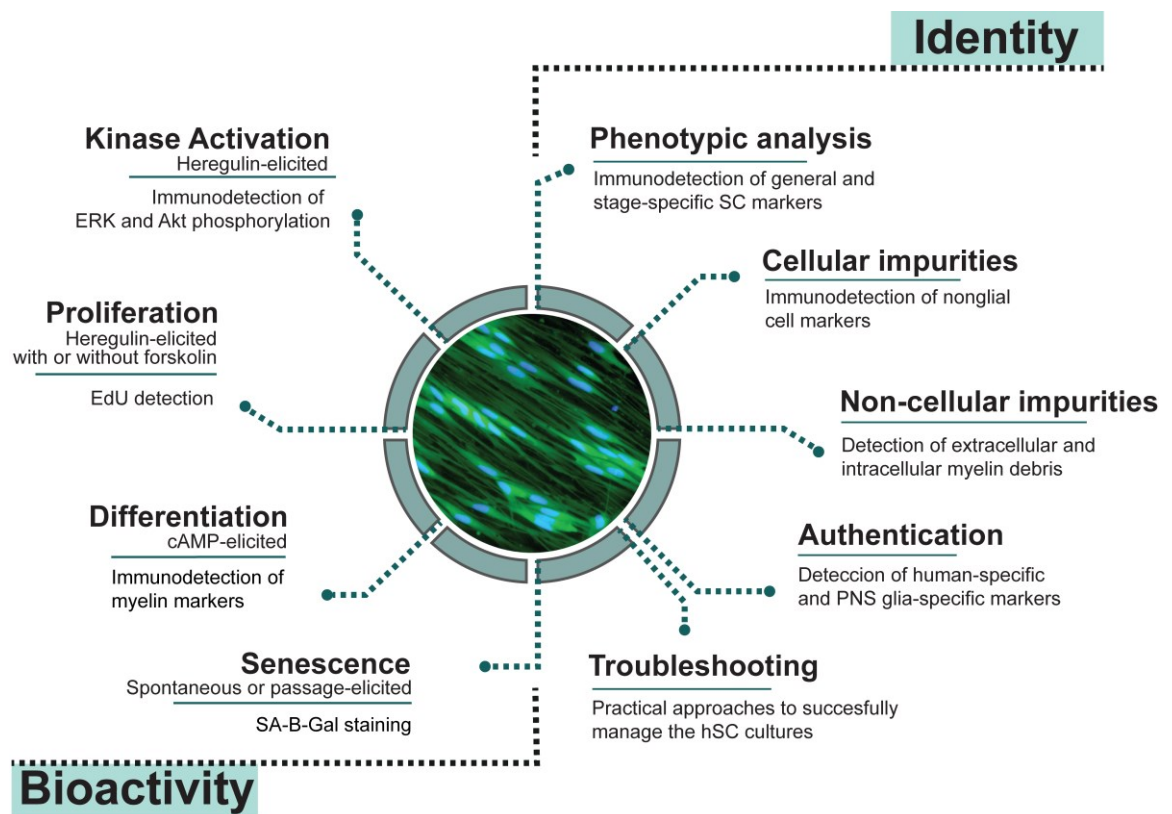 Identity
Kinase Activation
Heregulin-elicited
Immunodetection of
ERK and Akt phosphorylation
Proliferation
Heregulin-elicited
with or without forskolin
EdU detection
Differentiation
cAMP-elicited
Immunodetection of
myelin markers
Senescence
Spontaneous or passage-elicited
SA-B-Gal staining
Bioactivity
Phenotypic analysis
Immunodetection of general and
stage-specific SC markers
Cellular impurities
Immunodetection of nonglial
cell markers
Non-cellular impurities
Detection of extracellular and
intracellular myelin debris
Authentication
Deteccion of human-specific
and PNS glia-specific markers
Troubleshooting
Practical approaches to succesfully
manage the hSC cultures